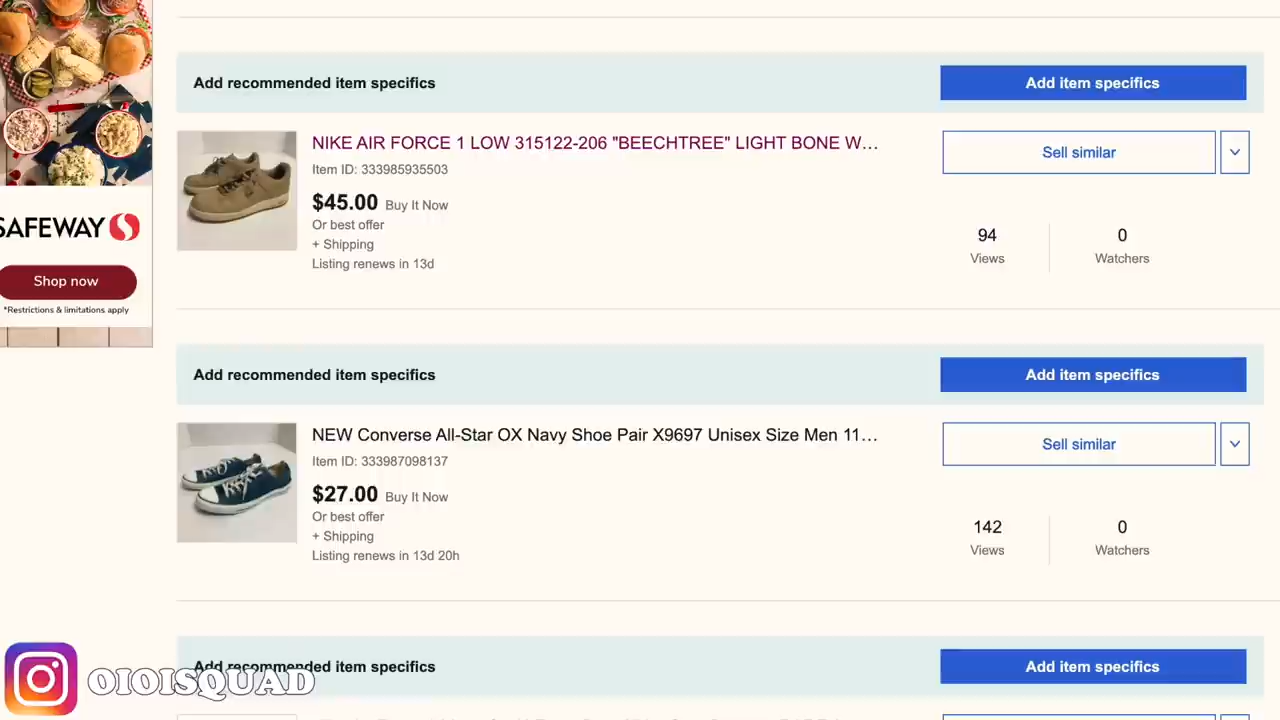 SAFEWAY
Shop now
*Restrictions & limitations apply
Add recommended item specifics
Add item specifics
NIKE AIR FORCE 1 LOW 315122-206 "BEECHTREE" LIGHT BONE W…
Item ID: 333985935503
$45.00 Buy It Now
Or best offer
+ Shipping
Listing renews in 13d
Sell similar
94
Views
0
Watchers
Add recommended item specifics
Add item specifics
NEW Converse All-Star OX Navy Shoe Pair X9697 Unisex Size Men 11…
Item ID: 333987098137
$27.00 Buy It Now
Or best offer
+ Shipping
Listing renews in 13d 20h
Sell similar
142
Views
0
Watchers
Add recommended item specifics
Add item specifics
OIOISQUAD